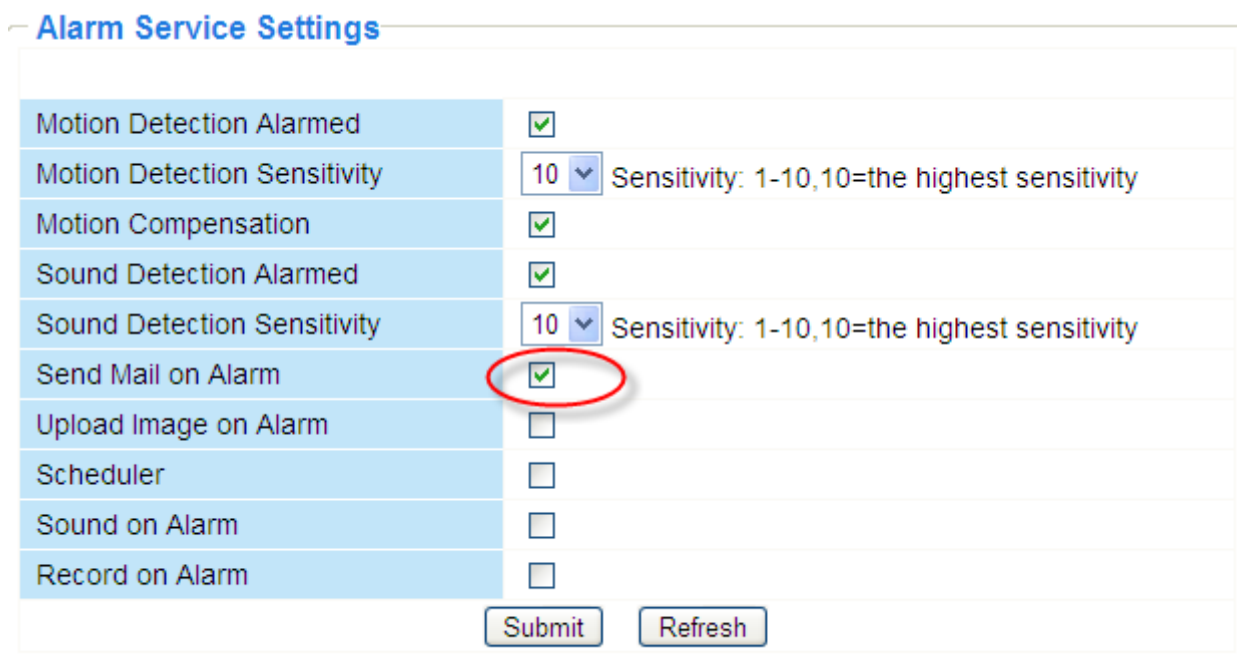 Alarm Service Settings
Motion Detection Alarmed
Motion Detection Sensitivity 10 Sensitivity: 1-10,10=the highest sensitivity
Motion Compensation
Sound Detection Alarmed
Sound Detection Sensitivity 10 Sensitivity: 1-10,10=the highest sensitivity
Send Mail on Alarm
Upload Image on Alarm
Scheduler
Sound on Alarm
Record on Alarm
Submit Refresh